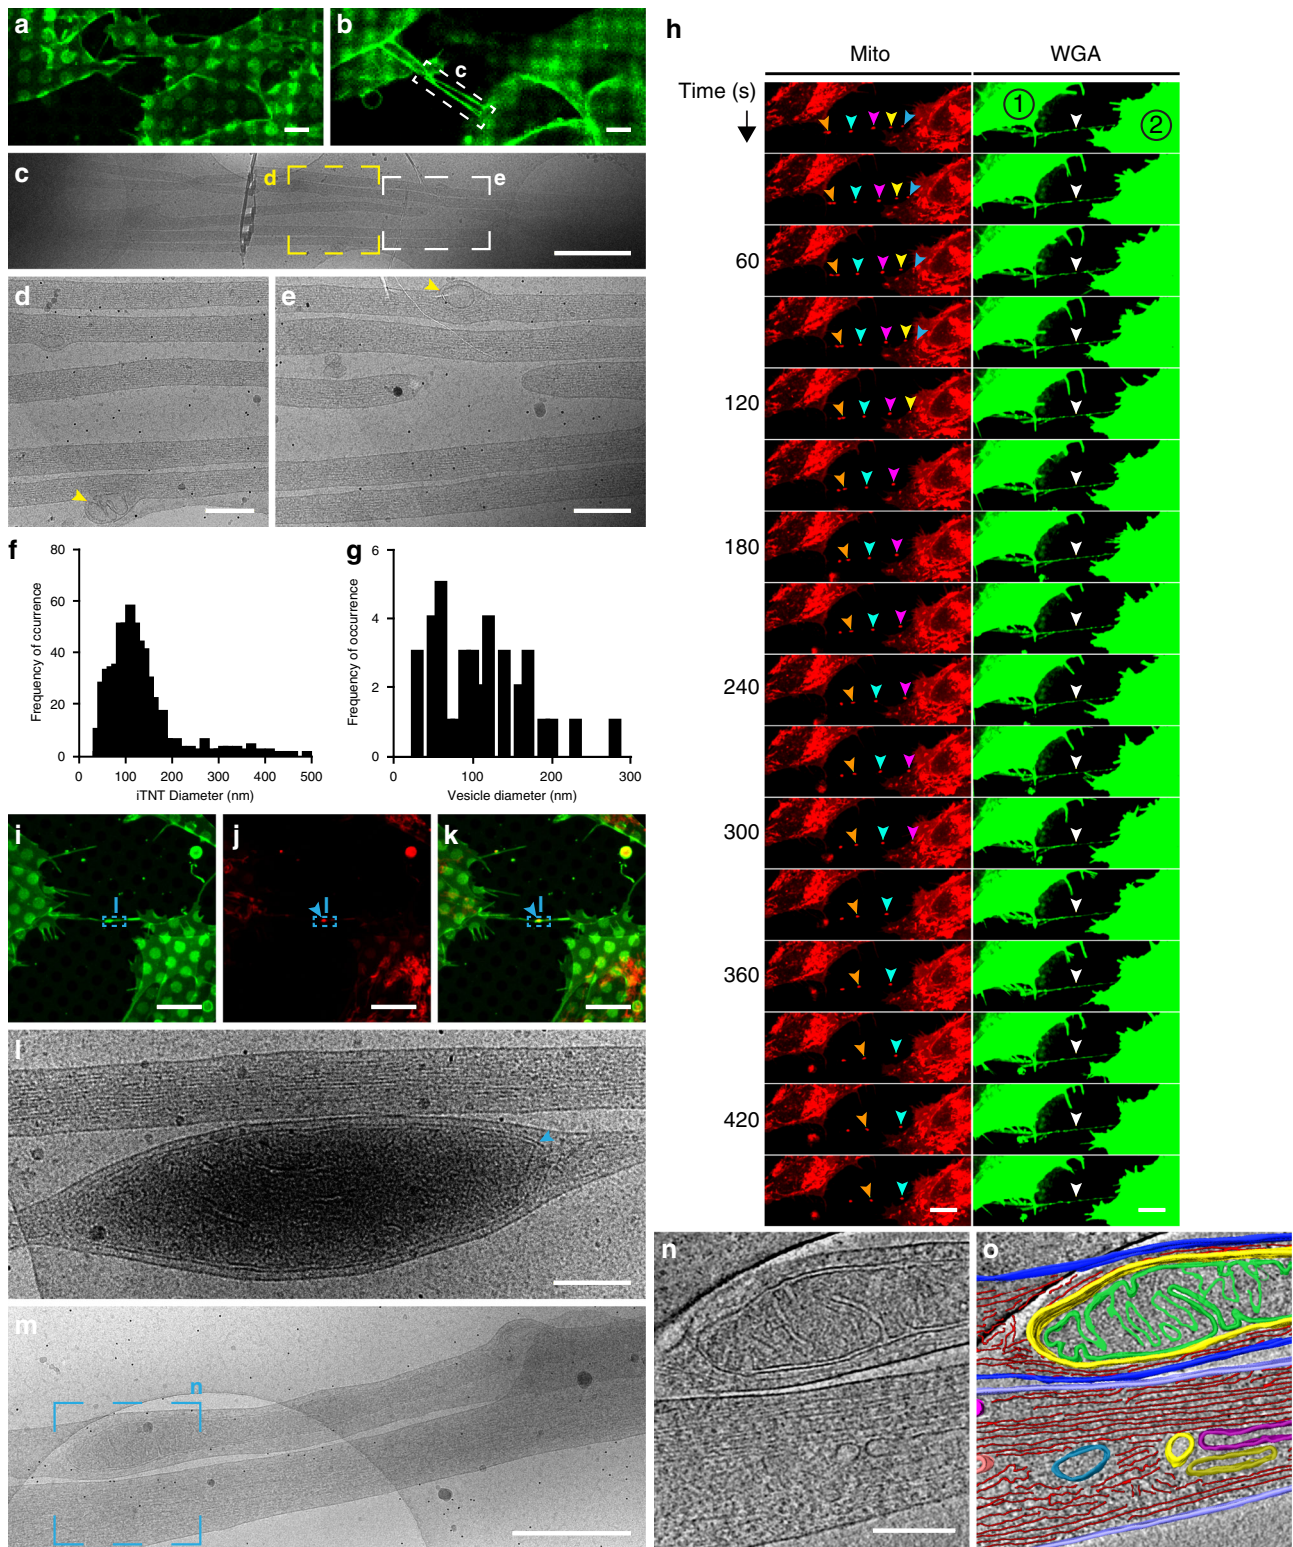 a
b
c
c
d
e
d
e
f
80
60
40
20
0
Frequency of ccurrence
0 100 200 300 400 500
iTNT Diameter (nm)
g
6
4
2
0
Frequency of occurrence
0 100 200 300
Vesicle diameter (nm)
h
Mito WGA
Time (s)
1
2
60
120
180
240
300
360
420
i
l
j
l
k
l
l
m
n
n
o